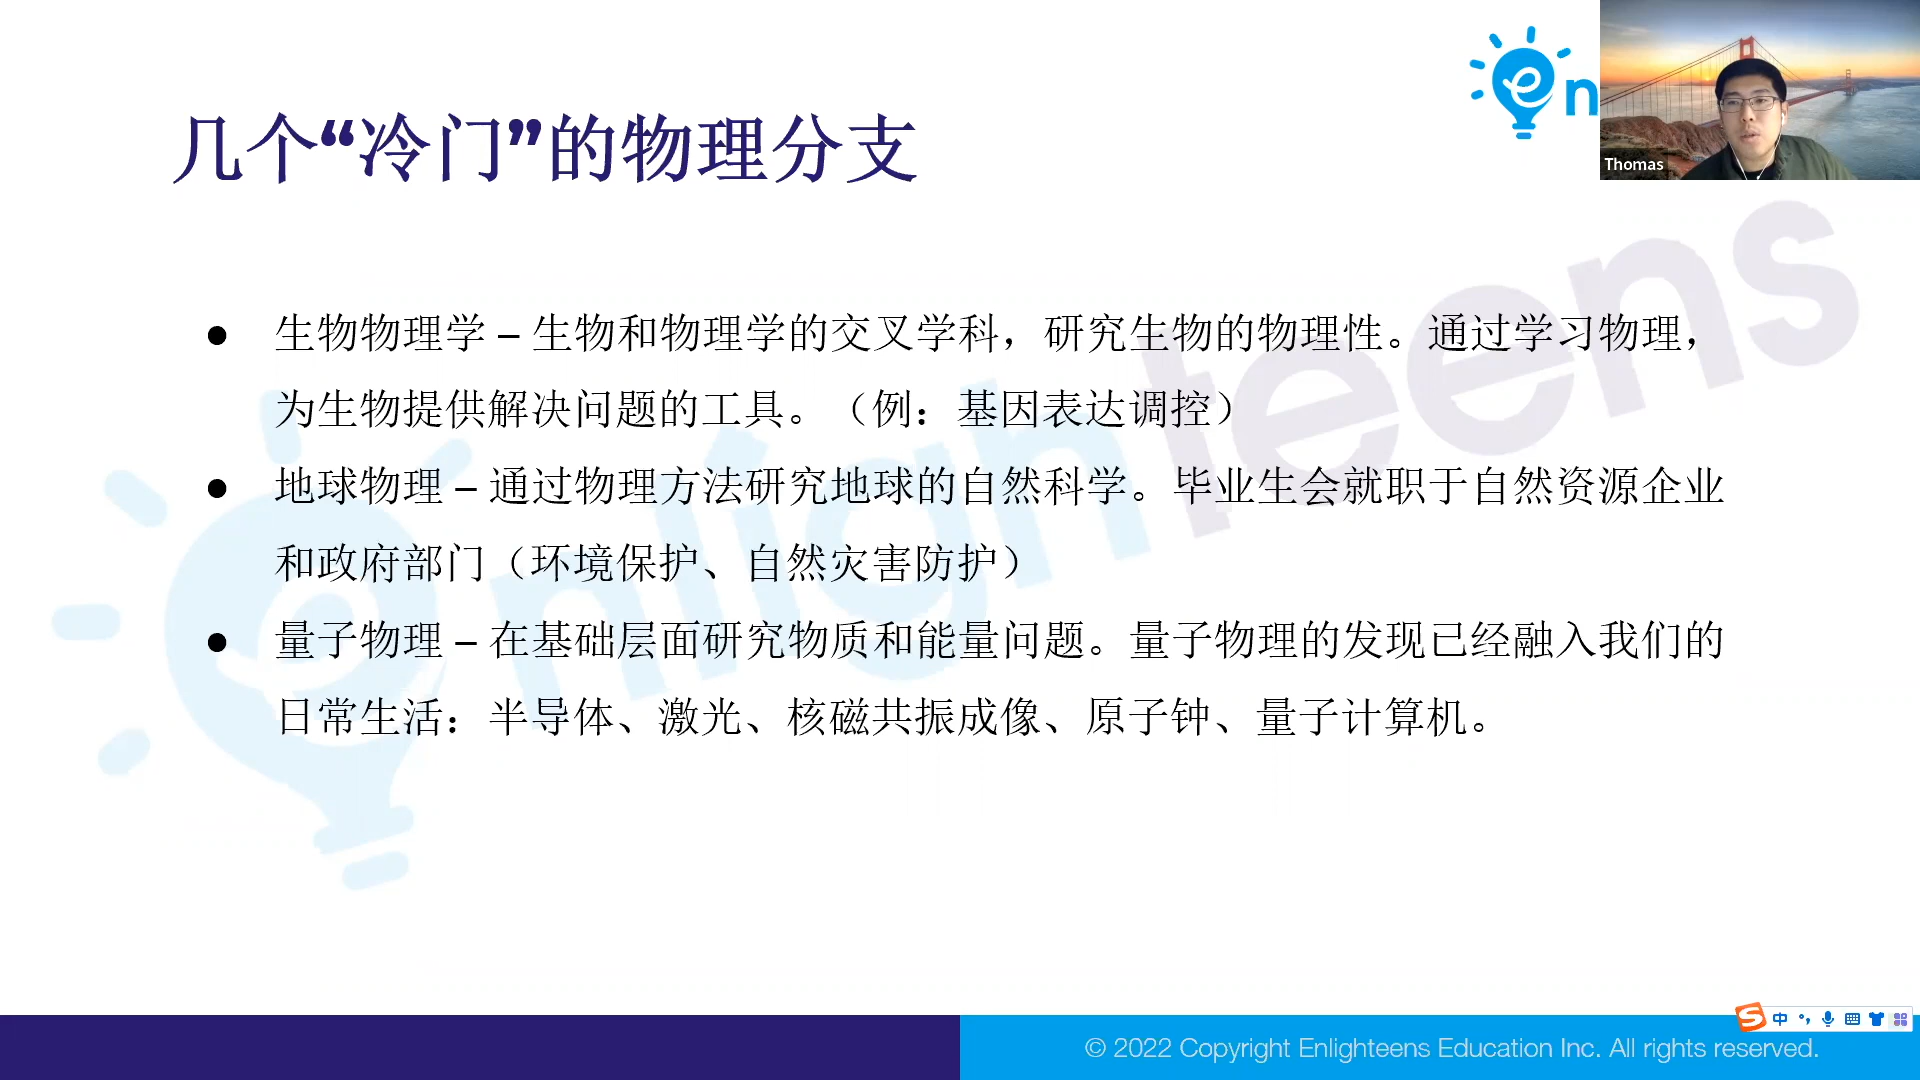 en
Thomas
几个“冷门”的物理分支
● 生物物理学 – 生物和物理学的交叉学科，研究生物的物理性。通过学习物理，
为生物提供解决问题的工具。（例：基因表达调控）
● 地球物理 – 通过物理方法研究地球的自然科学。毕业生会就职于自然资源企业
和政府部门（环境保护、自然灾害防护）
● 量子物理 – 在基础层面研究物质和能量问题。量子物理的发现已经融入我们的
日常生活：半导体、激光、核磁共振成像、原子钟、量子计算机。
enlighteens
S 中
© 2022 Copyright Enlighteens Education Inc. All rights reserved.